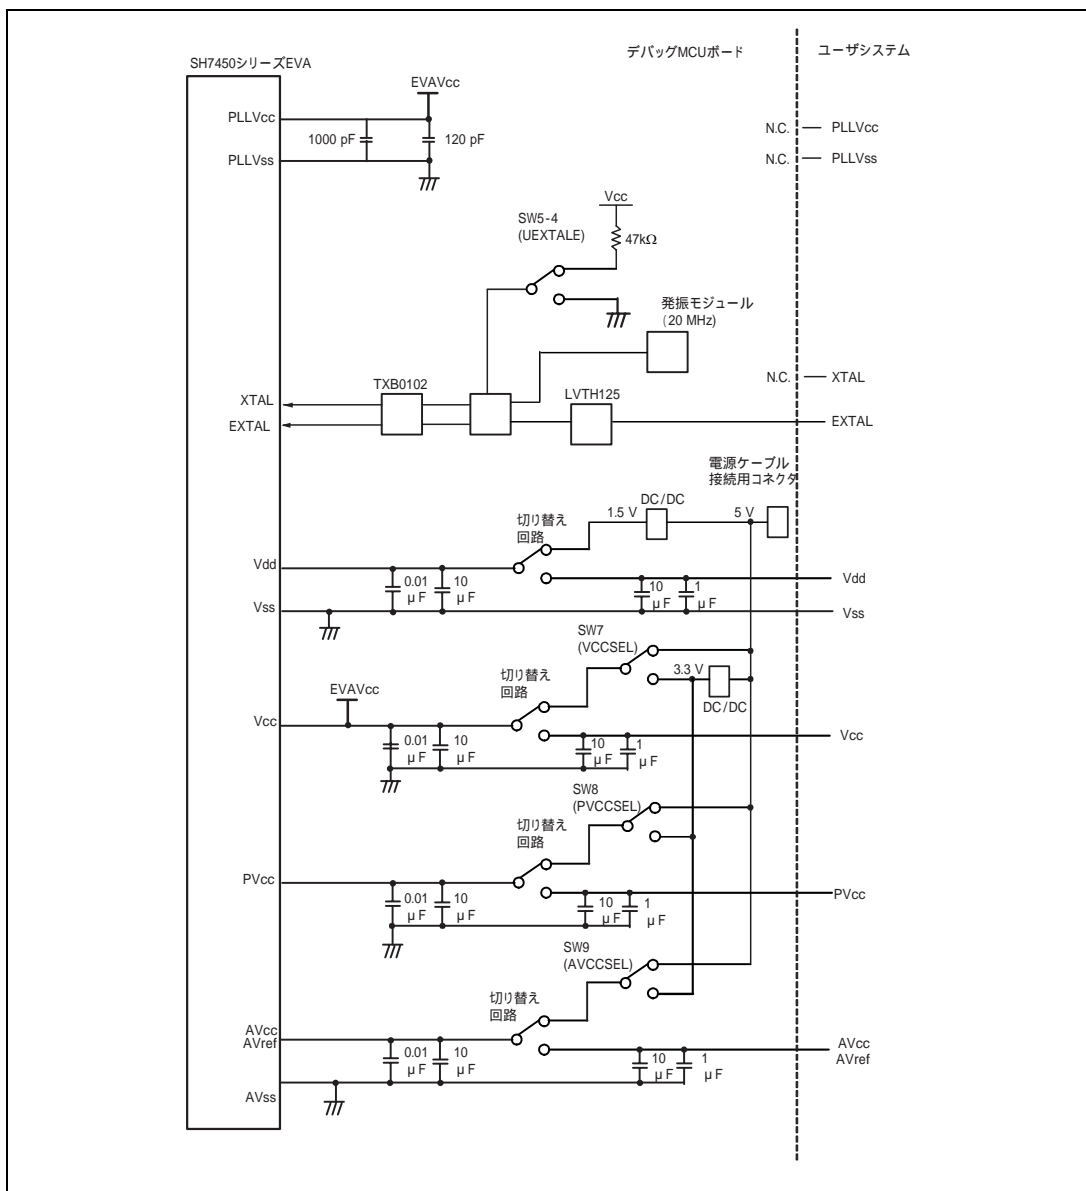 デバッグMCUボード
ユーザシステム
SH7450シリーズEVA
EVAVcc
PLLVcc
1000 pF
120 pF
N.C.
PLLVcc
PLLVss
N.C.
PLLVss
Vcc
SW5-4
(UEXTALE)
47kΩ
発振モジュール
(20 MHz)
TXB0102
LVTH125
N.C.
XTAL
XTAL
EXTAL
EXTAL
電源ケーブル
接続用コネクタ
DC/DC
1.5 V
5 V
切り替え
回路
Vdd
0.01
μF
10
μF
10
μF
1
μF
Vdd
Vss
Vss
SW7
(VCCSEL)
3.3 V
DC/DC
切り替え
回路
EVAVcc
Vcc
0.01
μF
10
μF
10
μF
1
μF
Vcc
SW8
(PVCCSEL)
切り替え
回路
PVcc
0.01
μF
10
μF
10
μF
1
μF
PVcc
SW9
(AVCCSEL)
切り替え
回路
AVcc
AVref
0.01
μF
10
μF
10
μF
1
μF
AVcc
AVref
AVss